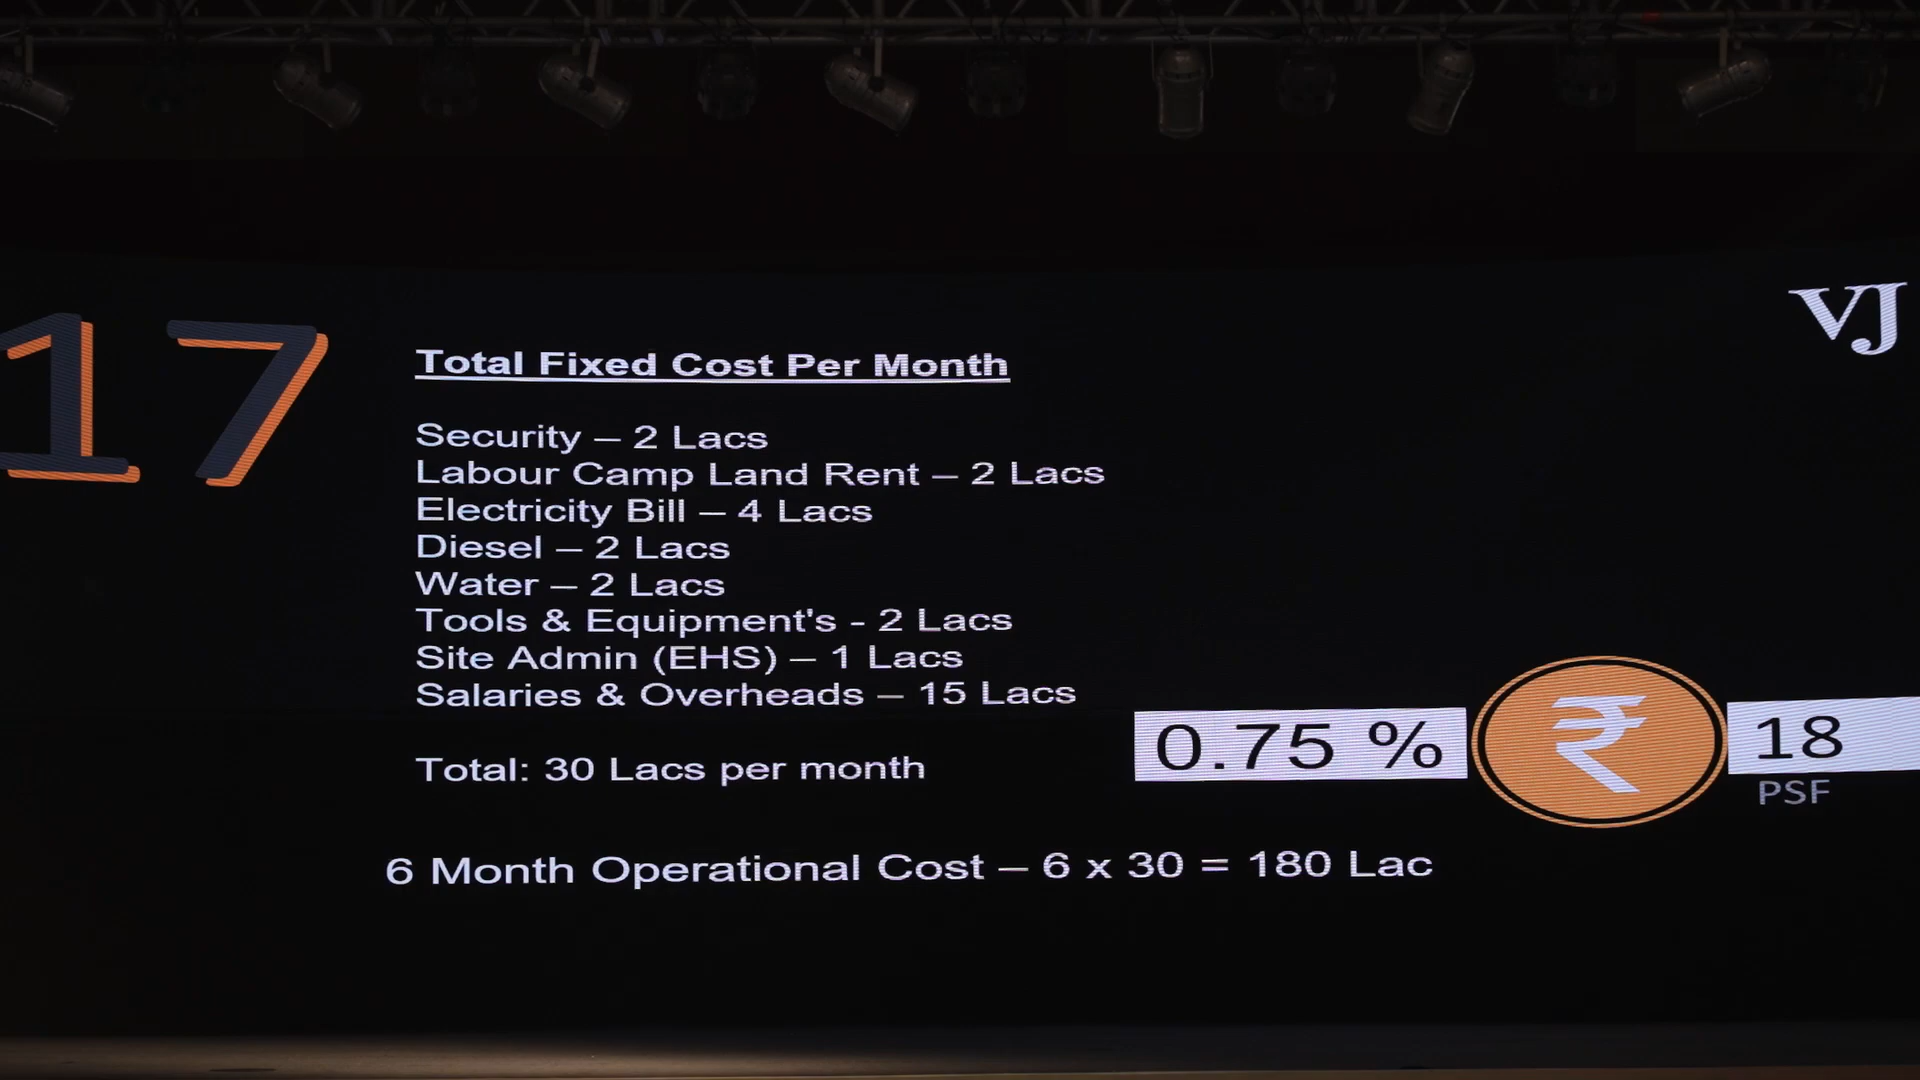 17
VJ
Total Fixed Cost Per Month
Security – 2 Lacs
Labour Camp Land Rent – 2 Lacs
Electricity Bill – 4 Lacs
Diesel – 2 Lacs
Water – 2 Lacs
Tools & Equipment's - 2 Lacs
Site Admin (EHS) – 1 Lacs
Salaries & Overheads – 15 Lacs
Total: 30 Lacs per month
0.75 % ₹ 18
PSF
6 Month Operational Cost – 6 x 30 = 180 Lac